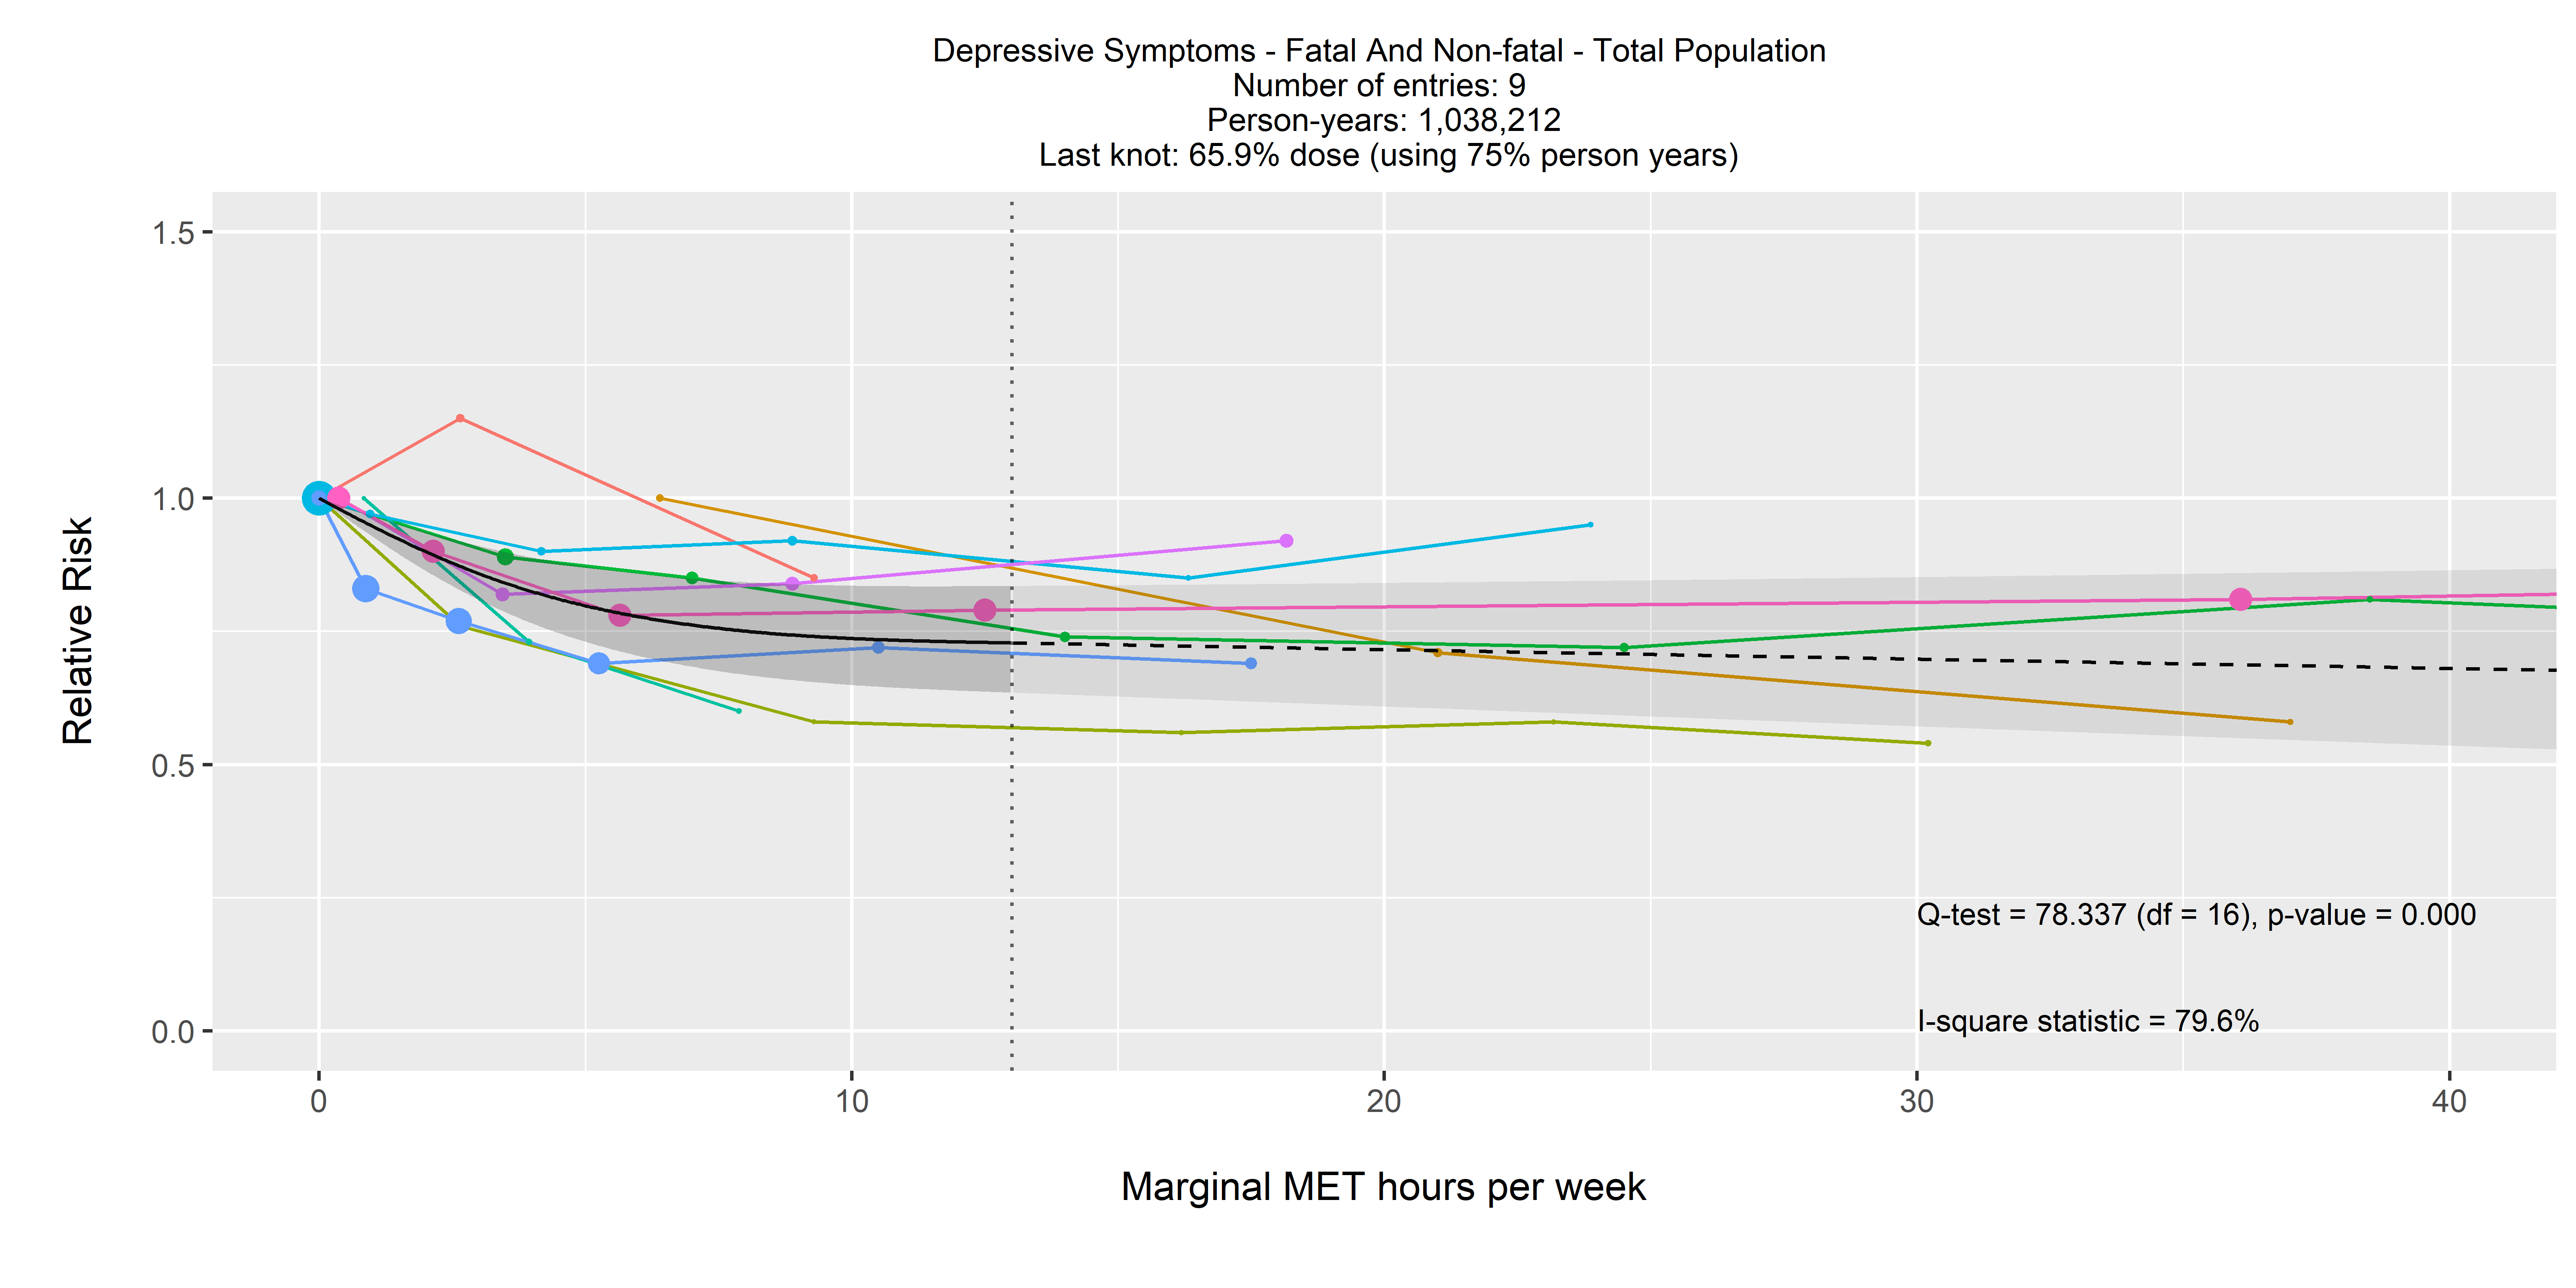 Depressive Symptoms - Fatal And Non-fatal - Total Population
Number of entries: 9
Person-years: 1,038,212
Last knot: 65.9% dose (using 75% person years)
1.5
1.0
0.5
0.0
Relative Risk
Q-test = 78.337 (df = 16), p-value = 0.000
I-square statistic = 79.6%
0 10 20 30 40
Marginal MET hours per week